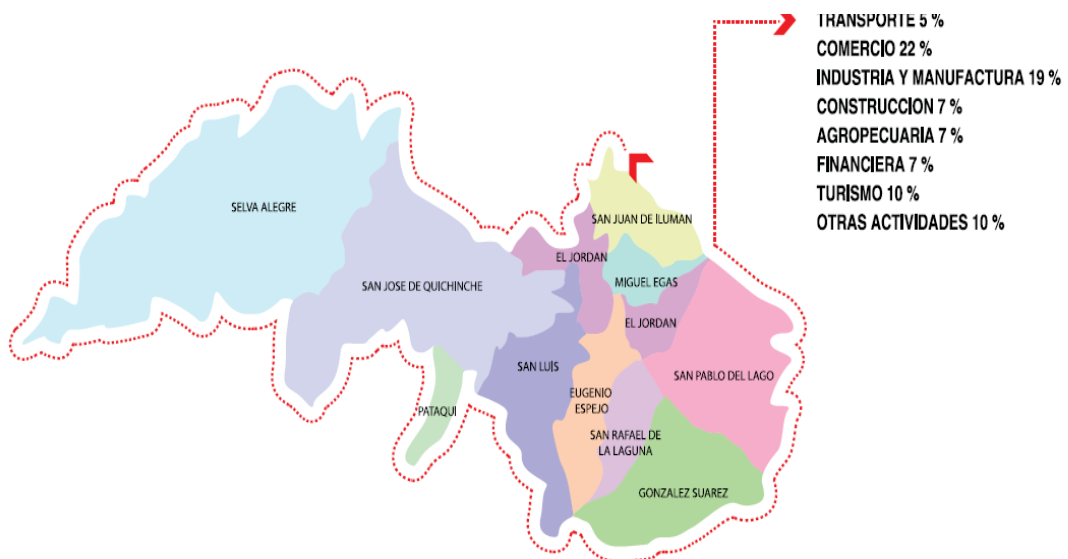 TRANSPORTE 5 %
COMERCIO 22 %
INDUSTRIA Y MANUFACTURA 19 %
CONSTRUCCION 7 %
AGROPECUARIA 7 %
FINANCIERA 7 %
TURISMO 10 %
OTRAS ACTIVIDADES 10 %
SELVA ALEGRE
SAN JUAN DE ILUMAN
EL JORDAN
SAN JOSE DE QUICHINCHE
MIGUEL EGAS
EL JORDAN
SAN LUÍS
SAN PABLO DEL LAGO
EUGENIO
ESPEJO
PATAQUI
SAN RAFAEL DE
LA LAGUNA
GONZALEZ SUAREZ